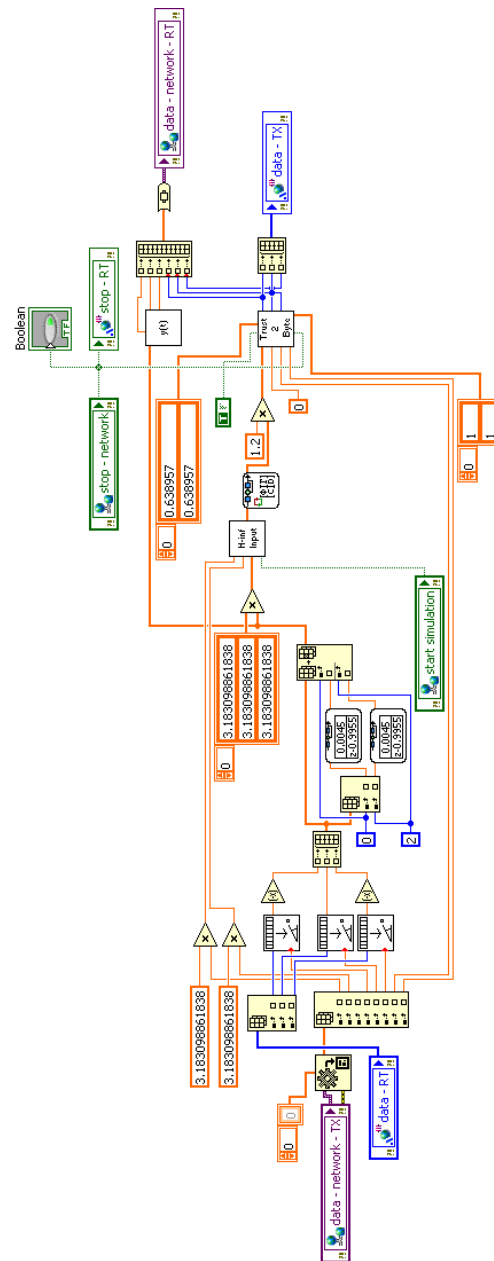 Boolean
TF
stop - network
stop - RT
data - network - RT
data - TX
y(t)
0
0.638957
0.638957
T F
Trust
2
Byte
1.2
0
0
1
1
H-inf
Input
start simulation
0
3.183098861838
3.183098861838
3.183098861838
3.183098861838
3.183098861838
0.0045
z-0.9955
0.0045
z-0.9955
0
2
0
0
data - network - TX
data - RT